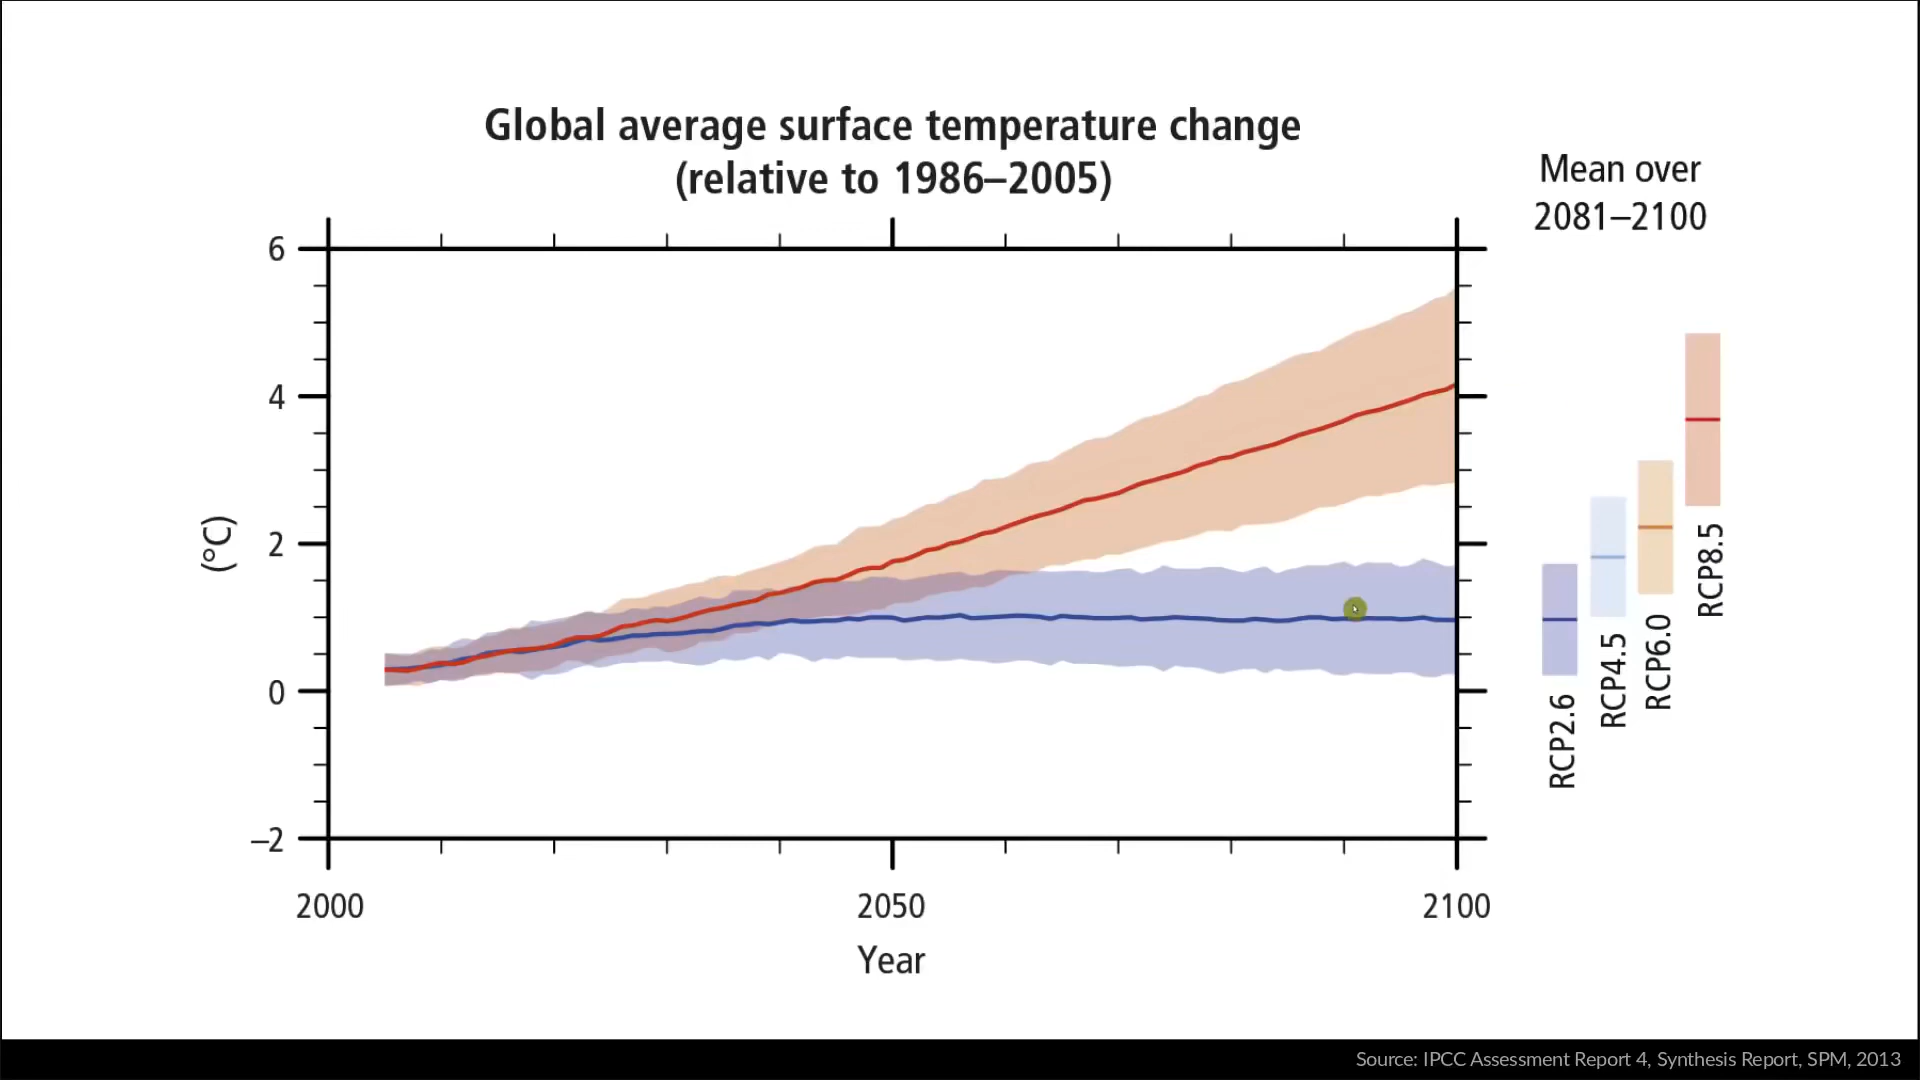 Global average surface temperature change
(relative to 1986–2005)
Mean over
2081–2100
6
4
2
0
–2
(°C)
2000
2050
2100
Year
RCP2.6
RCP4.5
RCP6.0
RCP8.5
Source: IPCC Assessment Report 4, Synthesis Report, SPM, 2013